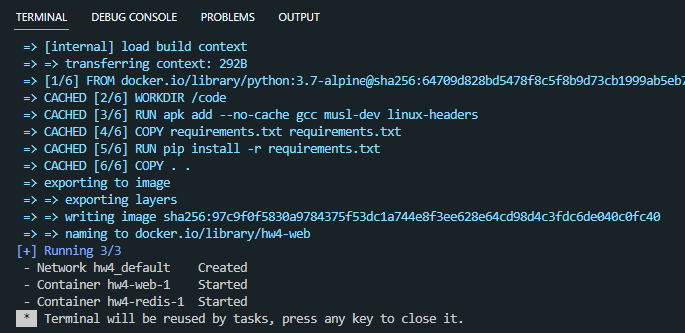 TERMINAL DEBUG CONSOLE PROBLEMS OUTPUT
=> [internal] load build context
=> => transferring context: 292B
=> [1/6] FROM docker.io/library/python:3.7-alpine@sha256:64709d828bd5478f8c5f8b9d73cb1999ab5eb7
=> CACHED [2/6] WORKDIR /code
=> CACHED [3/6] RUN apk add --no-cache gcc musl-dev linux-headers
=> CACHED [4/6] COPY requirements.txt requirements.txt
=> CACHED [5/6] RUN pip install -r requirements.txt
=> CACHED [6/6] COPY . .
=> exporting to image
=> => exporting layers
=> => writing image sha256:97c9f0f5830a9784375f53dc1a744e8f3ee628e64cd98d4c3fdc6de040c0fc40
=> => naming to docker.io/library/hw4-web
[+] Running 3/3
- Network hw4_default Created
- Container hw4-web-1 Started
- Container hw4-redis-1 Started
* Terminal will be reused by tasks, press any key to close it.